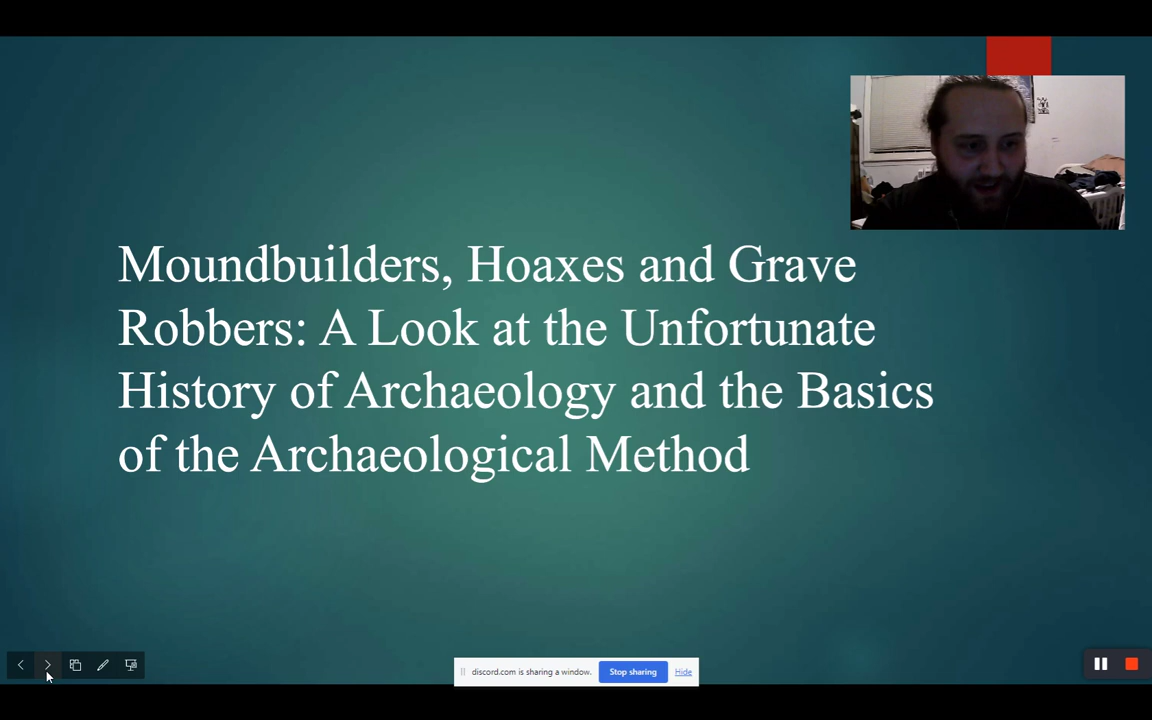 Moundbuilders, Hoaxes and Grave
Robbers: A Look at the Unfortunate
History of Archaeology and the Basics
of the Archaeological Method
discord.com is sharing a window.
Stop sharing
Hide